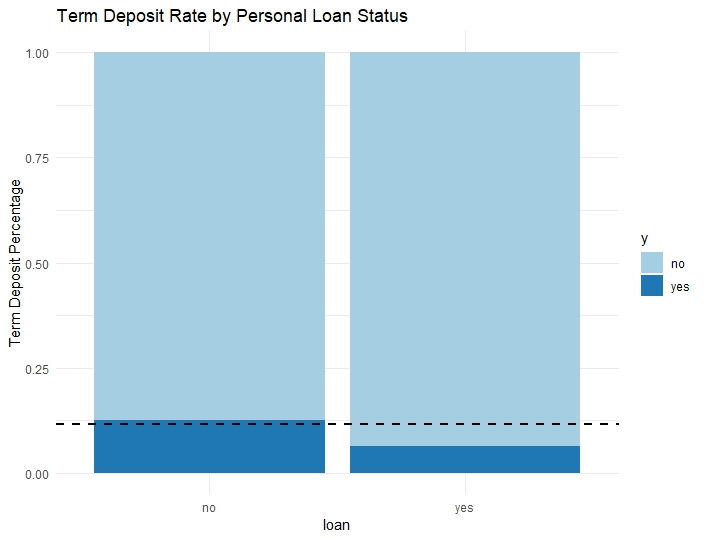 Term Deposit Rate by Personal Loan Status
Term Deposit Percentage
1.00
0.75
0.50
0.25
0.00
no
yes
loan
y
no
yes